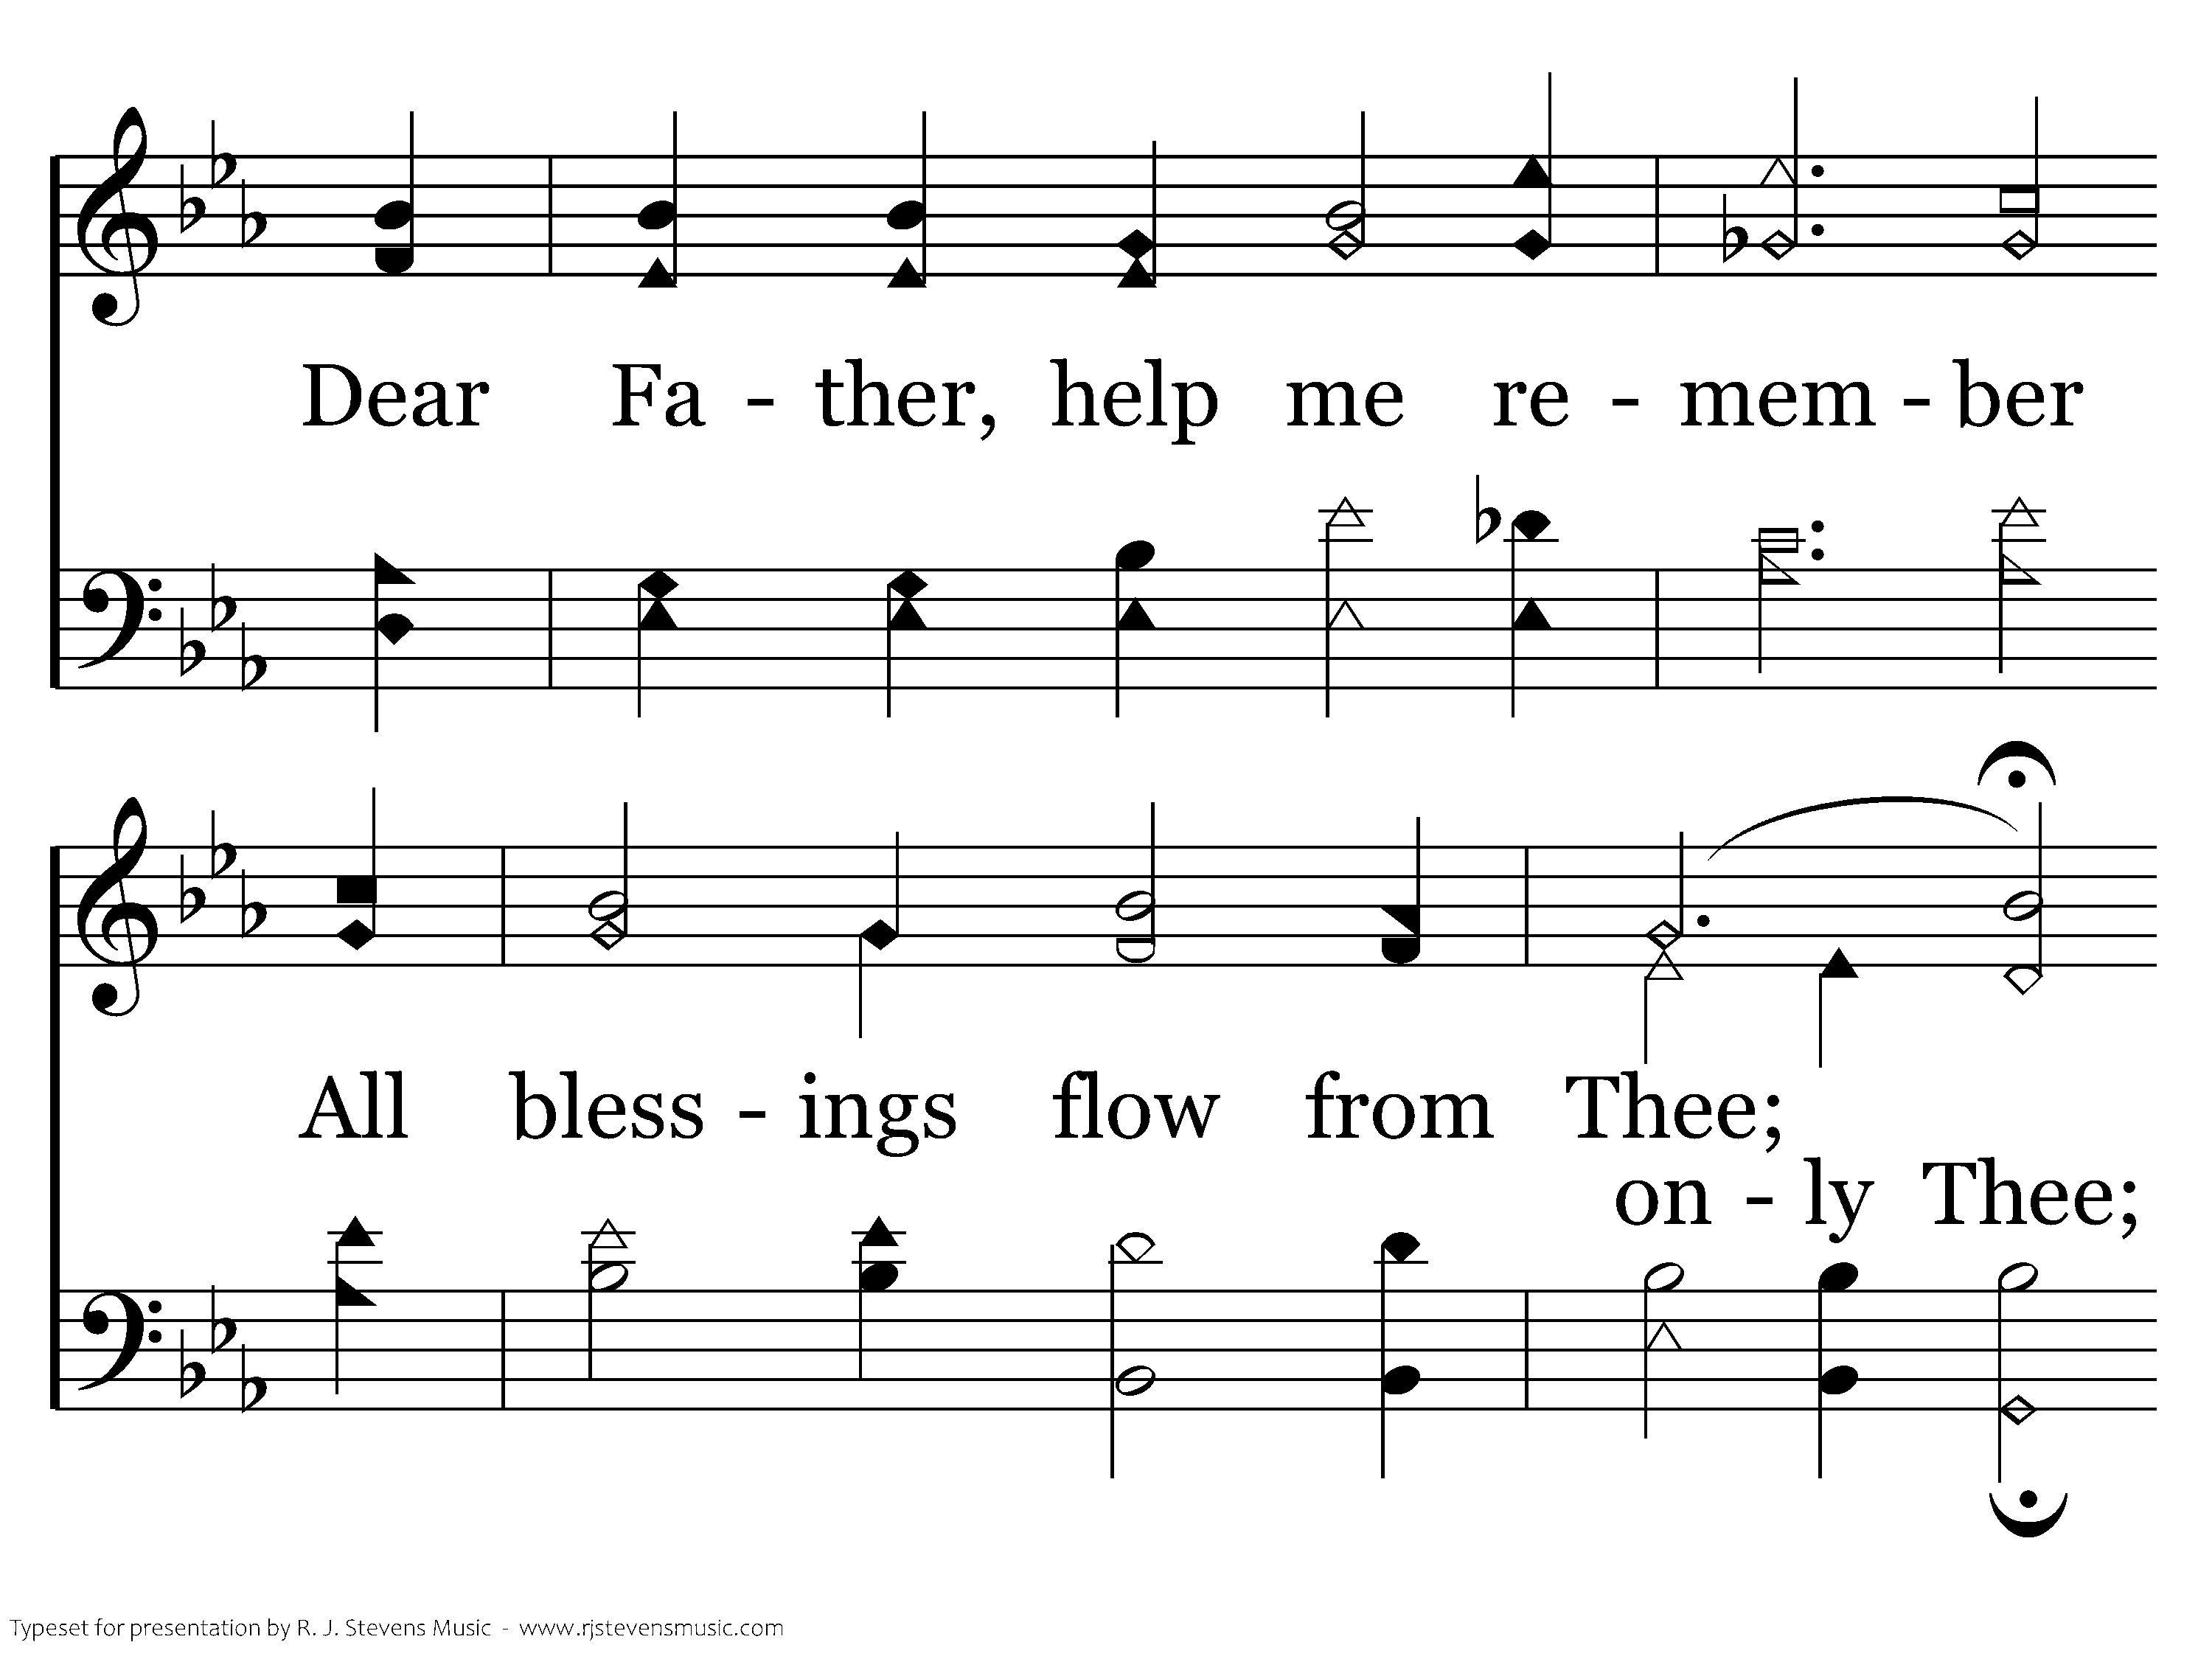 Dear Fa - ther, help me re - mem - ber
All bless - ings flow from Thee;
on - ly Thee;
Typeset for presentation by R. J. Stevens Music - www.rjstevensmusic.com